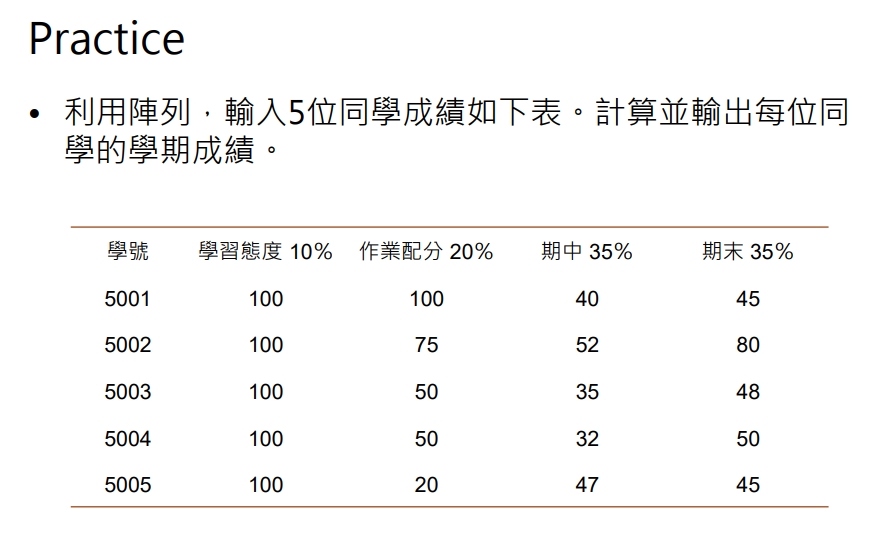 Practice
• 利用陣列，輸入5位同學成績如下表。計算並輸出每位同
學的學期成績。
學號 學習態度 10% 作業配分 20% 期中 35% 期末 35%
5001 100 100 40 45
5002 100 75 52 80
5003 100 50 35 48
5004 100 50 32 50
5005 100 20 47 45